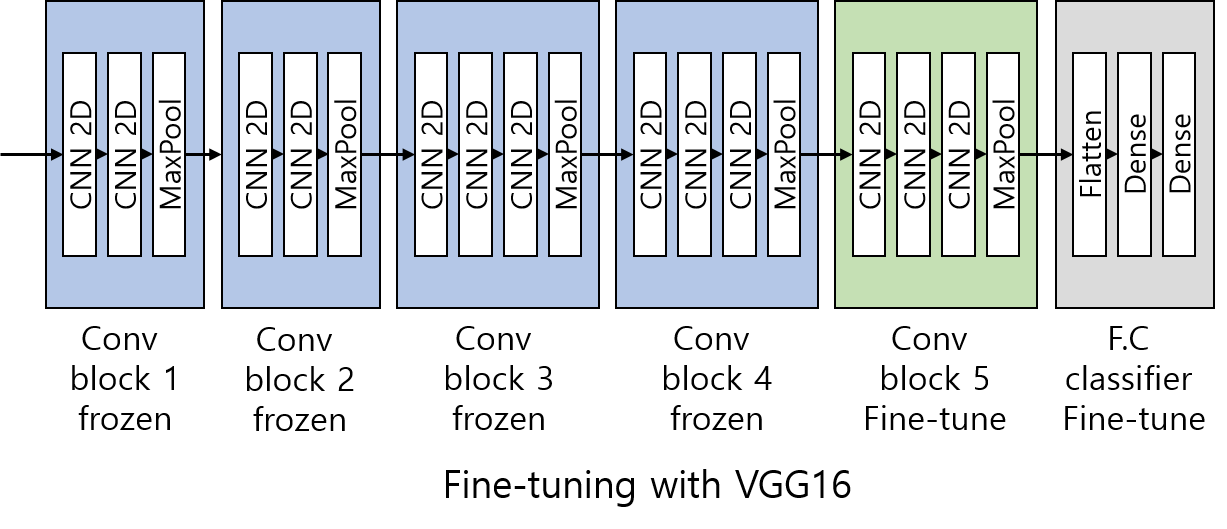 CNN 2D
CNN 2D
MaxPool
CNN 2D
CNN 2D
MaxPool
CNN 2D
CNN 2D
CNN 2D
MaxPool
CNN 2D
CNN 2D
CNN 2D
MaxPool
CNN 2D
CNN 2D
CNN 2D
MaxPool
Flatten
Dense
Dense
Conv
block 1
frozen
Conv
block 2
frozen
Conv
block 3
frozen
Conv
block 4
frozen
Conv
block 5
Fine-tune
F.C
classifier
Fine-tune
Fine-tuning with VGG16